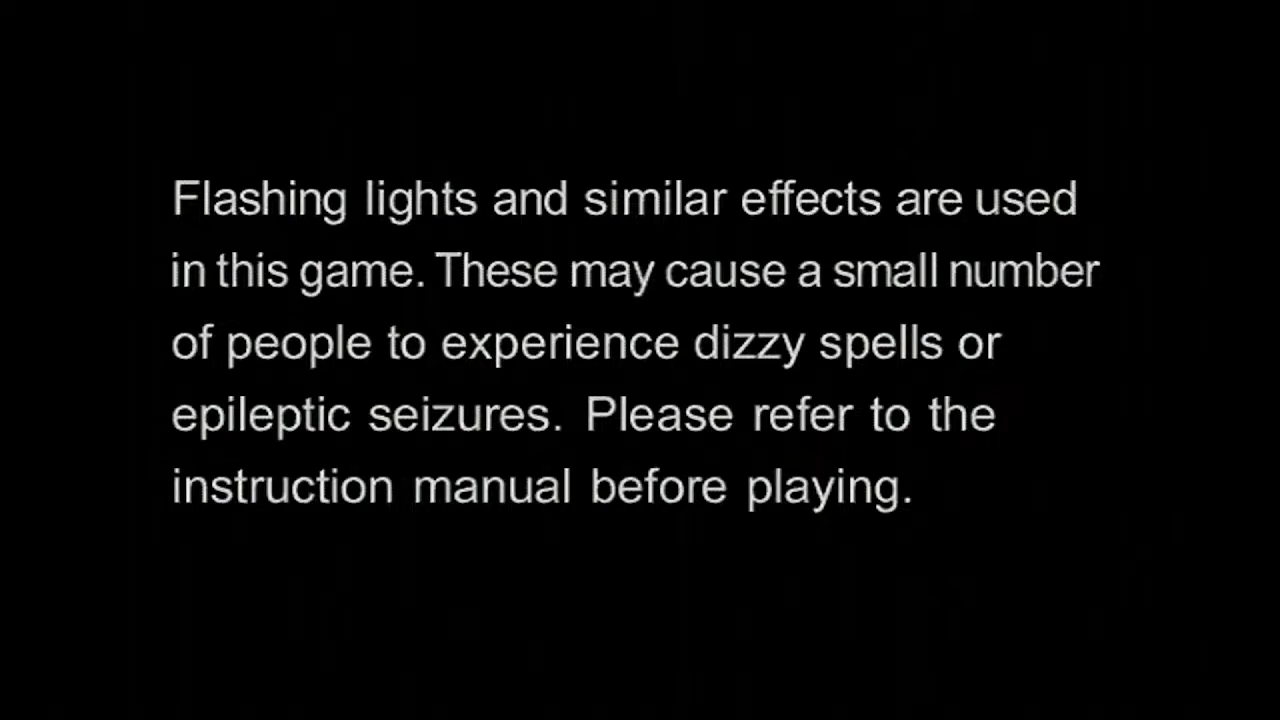 Flashing lights and similar effects are used
in this game. These may cause a small number
of people to experience dizzy spells or
epileptic seizures. Please refer to the
instruction manual before playing.